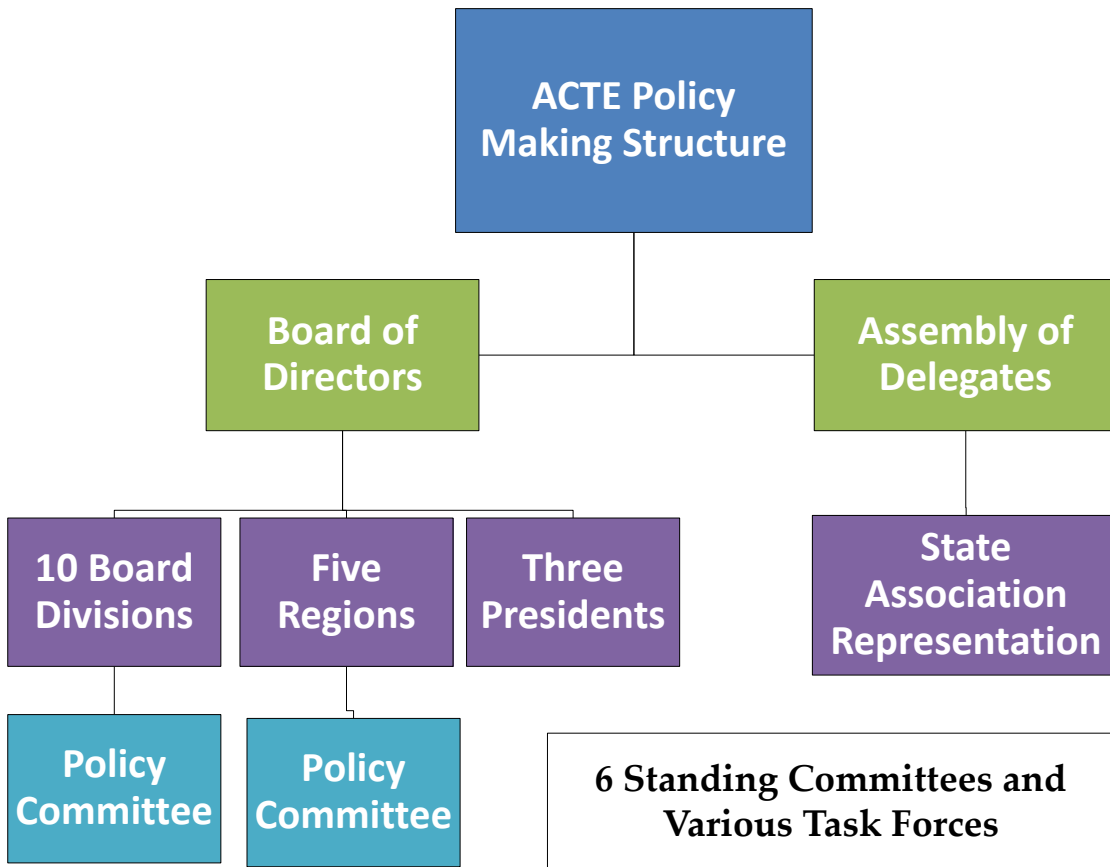 ACTE Policy
Making Structure
Board of
Directors
Assembly of
Delegates
10 Board
Divisions
Five
Regions
Three
Presidents
State
Association
Representation
Policy
Committee
Policy
Committee
6 Standing Committees and
Various Task Forces